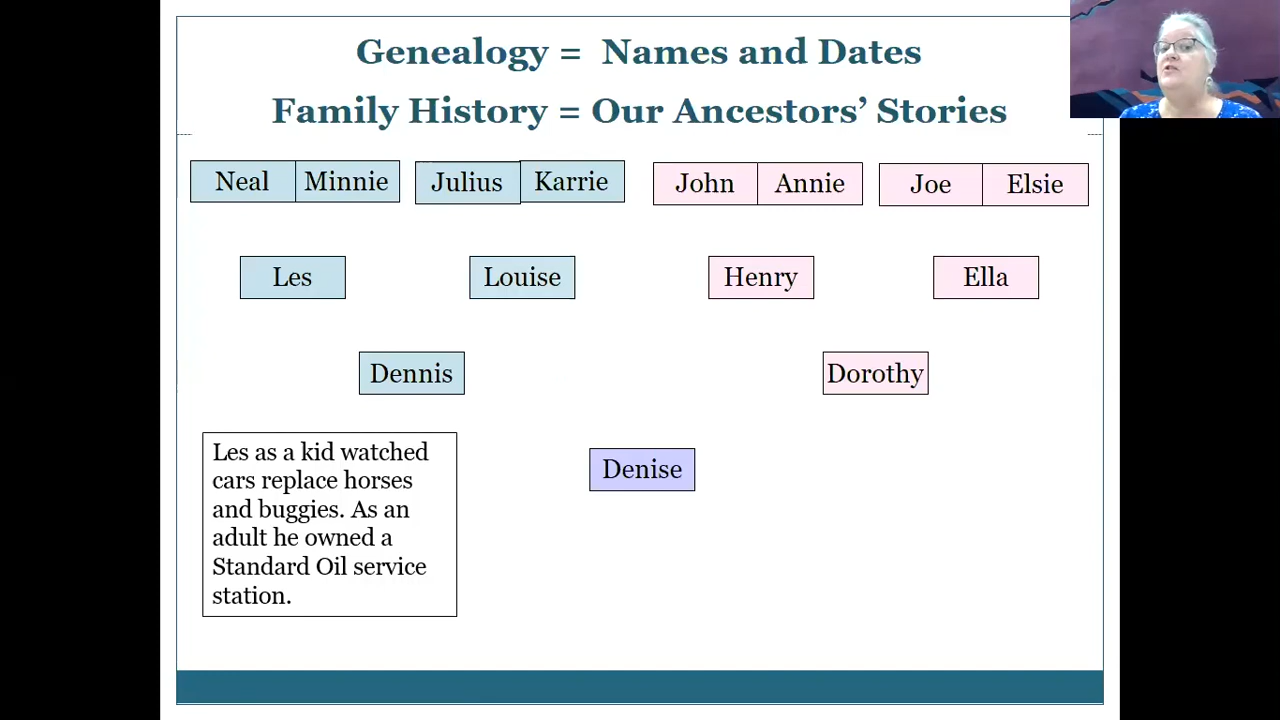 Genealogy = Names and Dates
Family History = Our Ancestors’ Stories
Neal Minnie Julius Karrie John Annie Joe Elsie
Les Louise Henry Ella
Dennis Dorothy
Denise
Les as a kid watched
cars replace horses
and buggies. As an
adult he owned a
Standard Oil service
station.